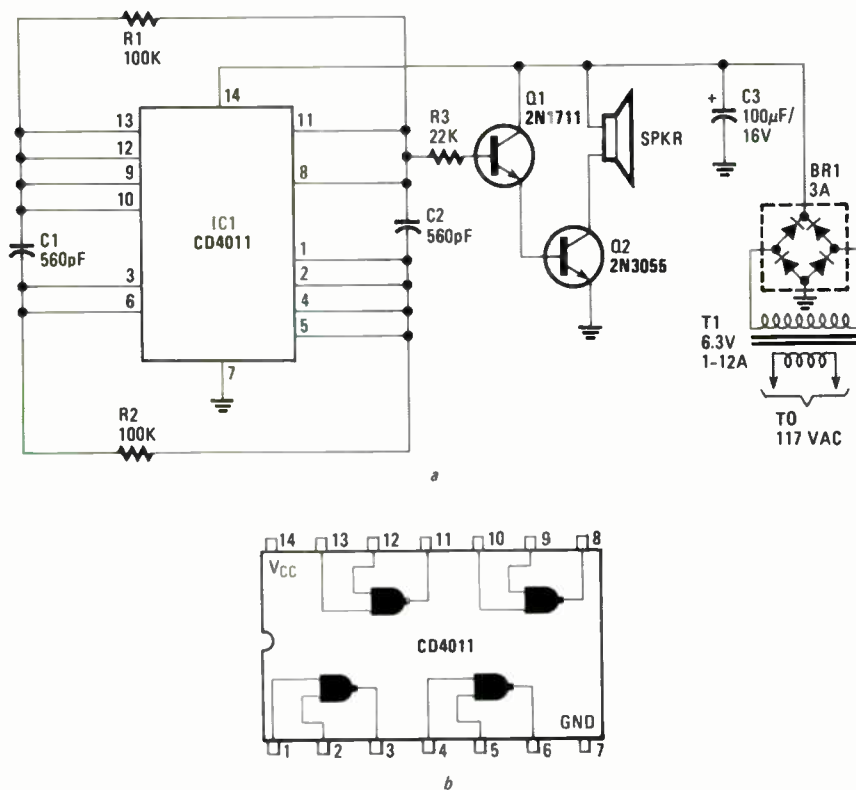 R1
100K
14
13
12
9
10
11
8
IC1
CD4011
C1
560pF
3
6
1
2
4
5
7
R2
100K
R3
22K
C2
560pF
Q1
2N1711
Q2
2N3055
SPKR
+
C3
100µF/
16V
BR1
3A
T1
6.3V
1-12A
TO
117 VAC
a
14 13 12 11 10 9 8
VCC
CD4011
GND
1 2 3 4 5 6 7
b